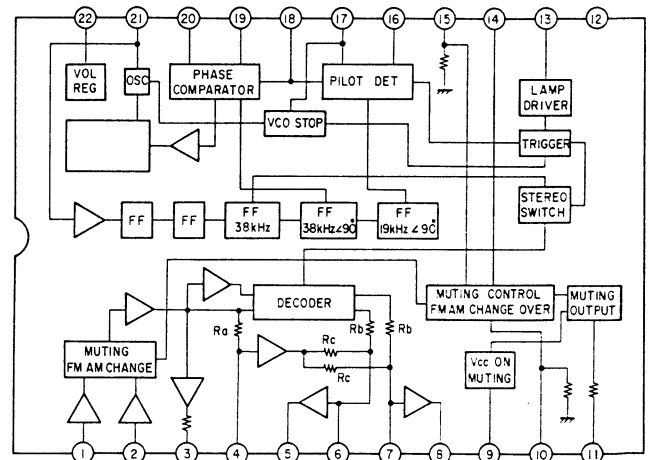 22 21 20 19 18 17 16 15 14 13 12
VOL
REG
OSC
PHASE
COMPARATOR
PILOT DET
LAMP
DRIVER
VCO STOP
TRIGGER
STEREO
SWITCH
FF
FF
FF
38kHz
FF
38kHz∠90°
FF
19kHz∠90°
DECODER
MUTING CONTROL
FM AM CHANGE OVER
MUTING
OUTPUT
Ra
Rb
Rb
Rc
Rc
MUTING
FM AM CHANGE
Vcc ON
MUTING
1 2 3 4 5 6 7 8 9 10 11